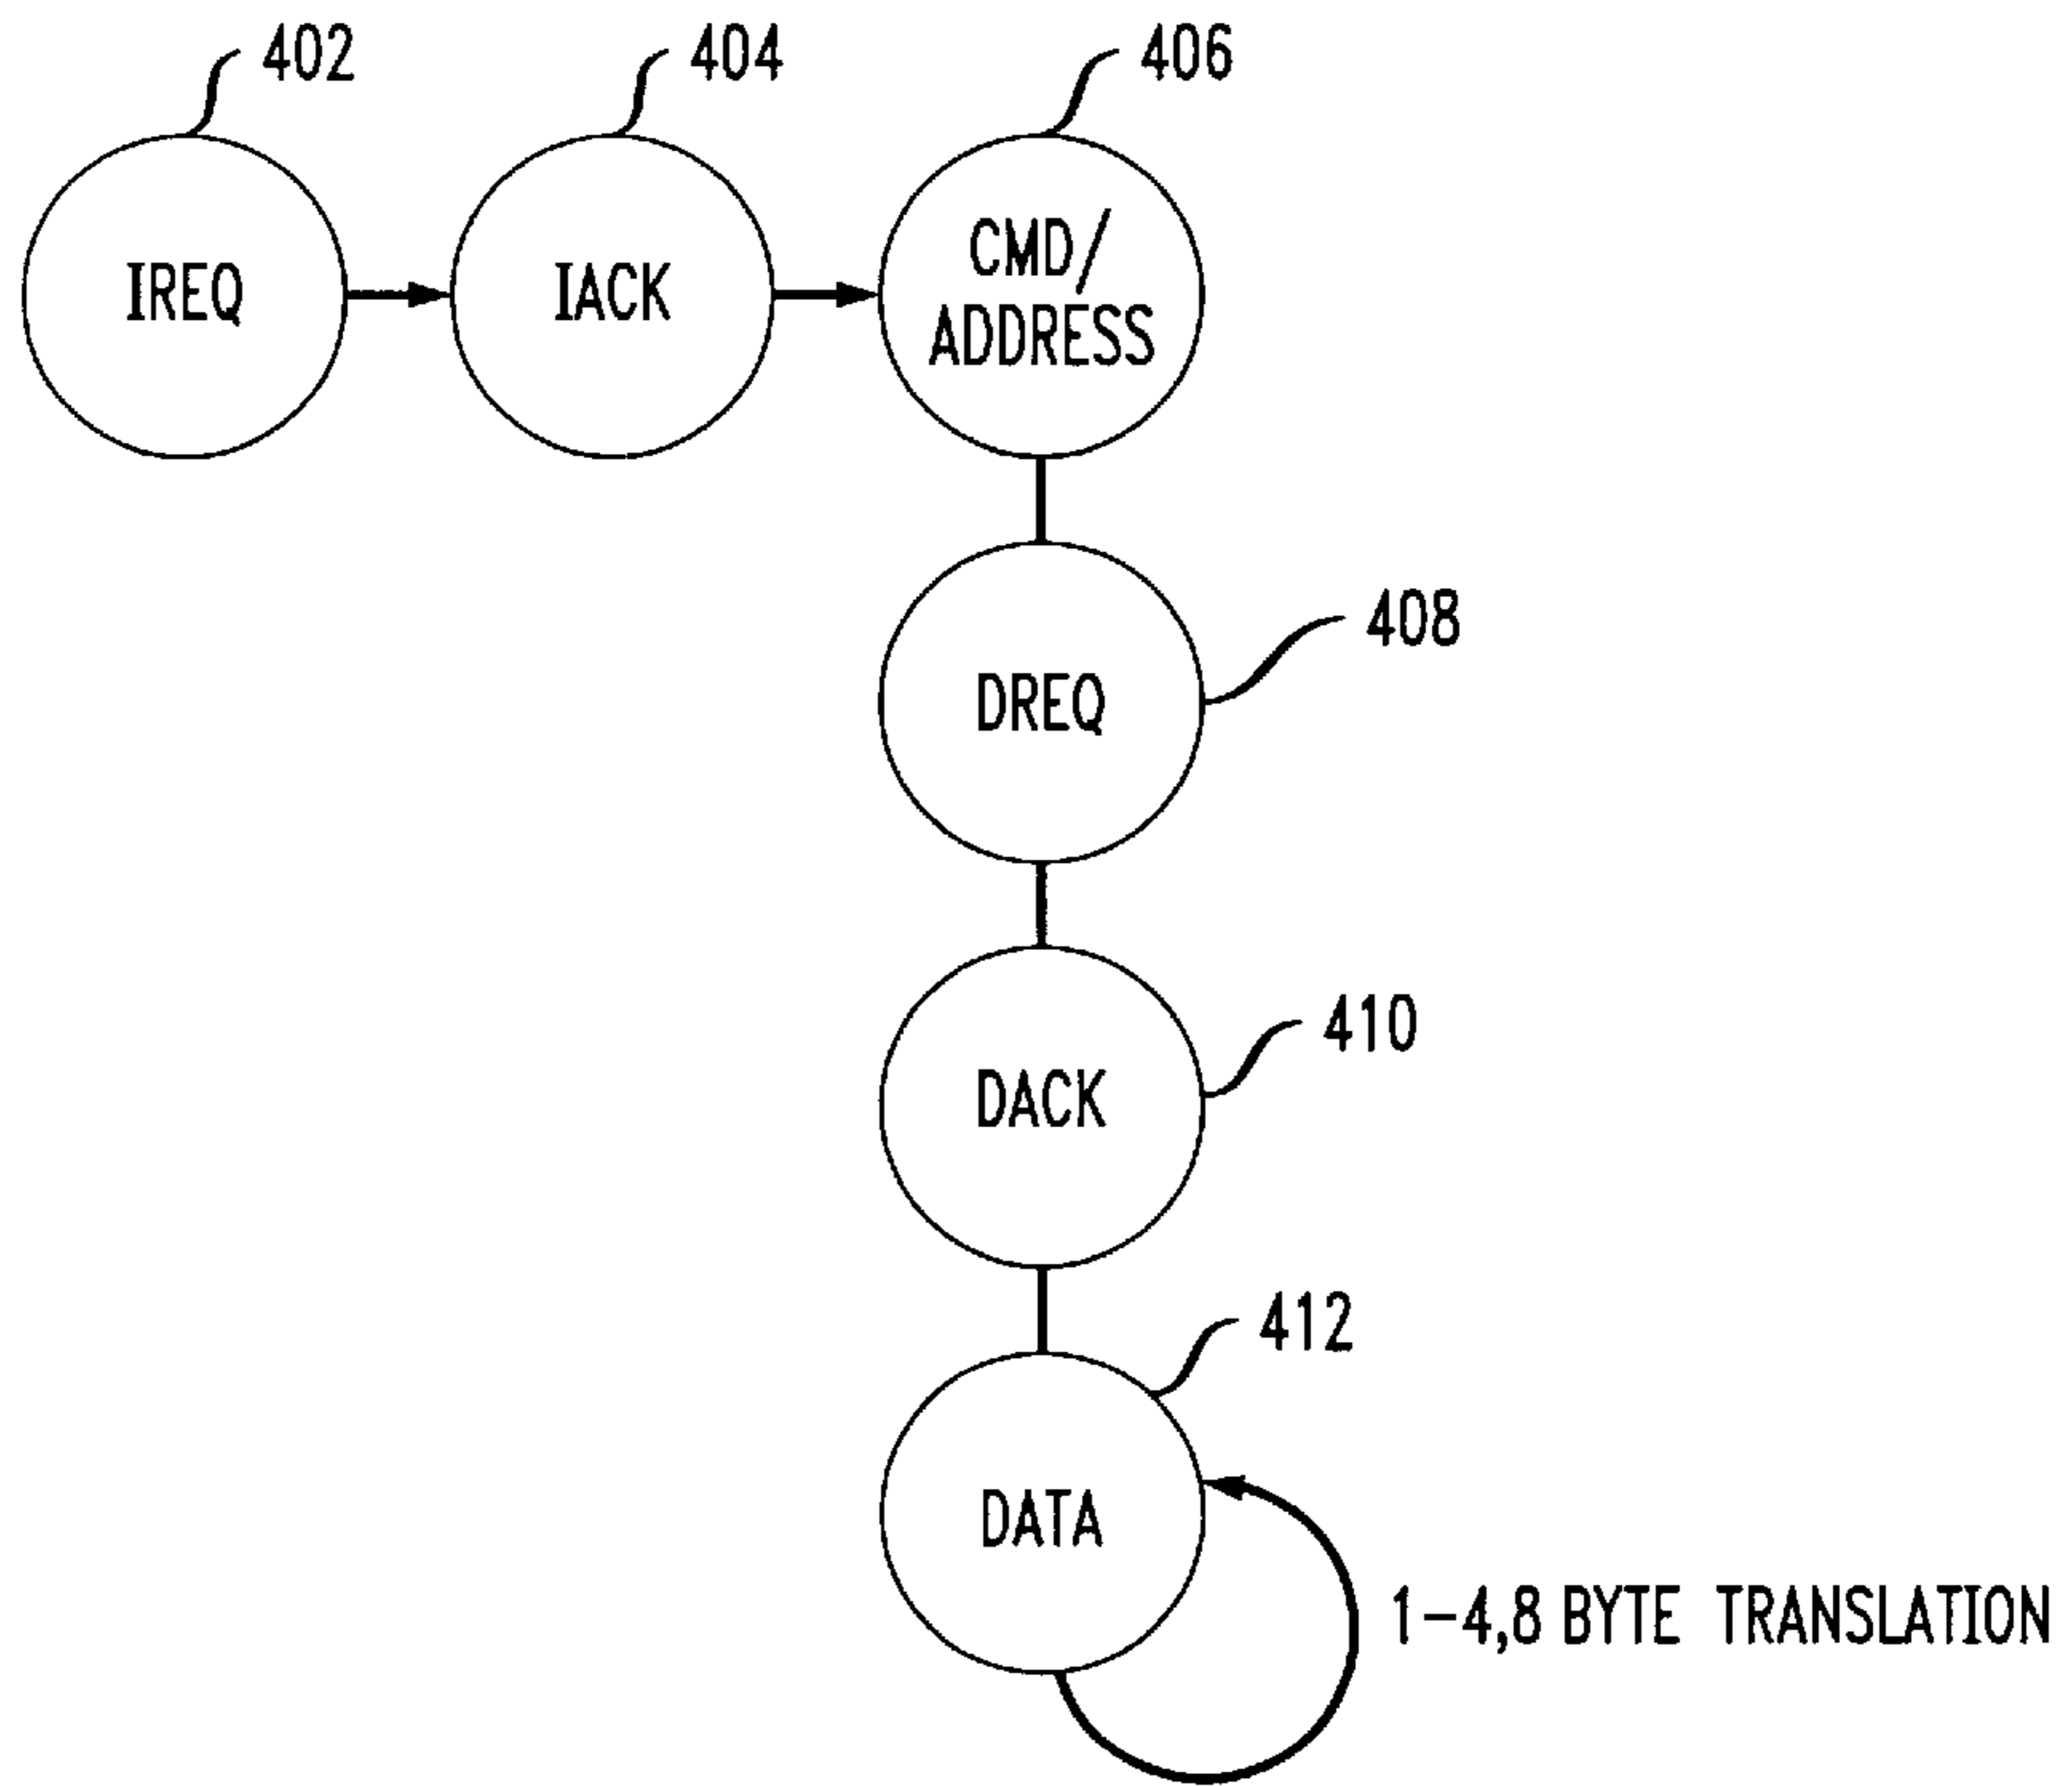 402
404
406
IREQ
IACK
CMD/
ADDRESS
DREQ
408
DACK
410
412
DATA
1-4,8 BYTE TRANSLATION